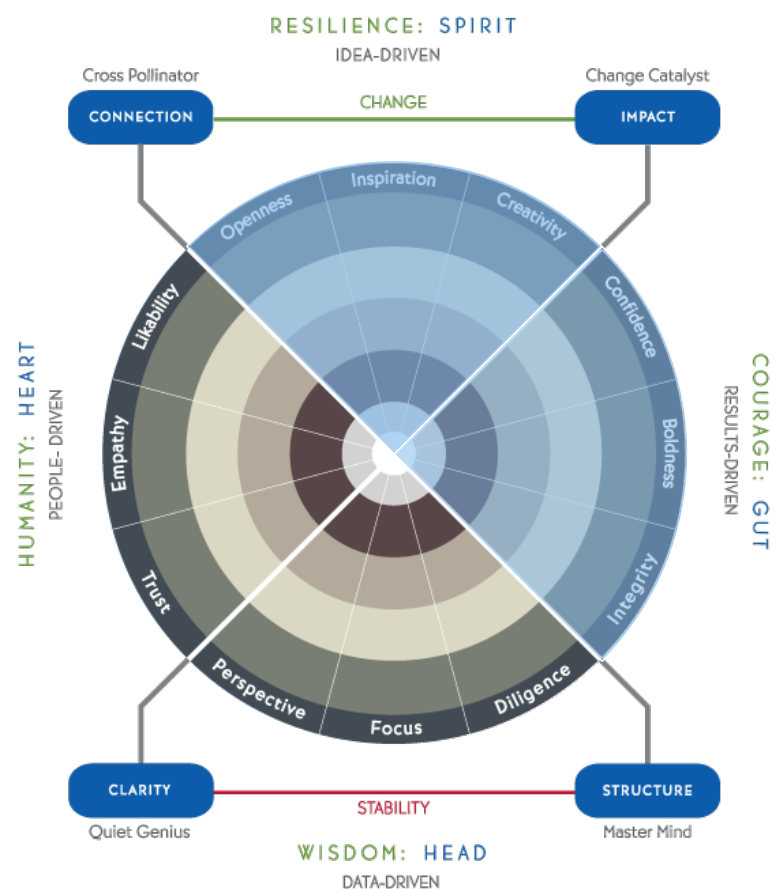 RESILIENCE: SPIRIT
IDEA-DRIVEN
Cross Pollinator
Change Catalyst
CONNECTION
CHANGE
IMPACT
Openness
Inspiration
Creativity
Likability
Confidence
HUMANITY: HEART
PEOPLE- DRIVEN
Empathy
Boldness
RESULTS-DRIVEN
COURAGE: GUT
Trust
Integrity
Perspective
Focus
Diligence
CLARITY
STABILITY
STRUCTURE
Quiet Genius
Master Mind
WISDOM: HEAD
DATA-DRIVEN